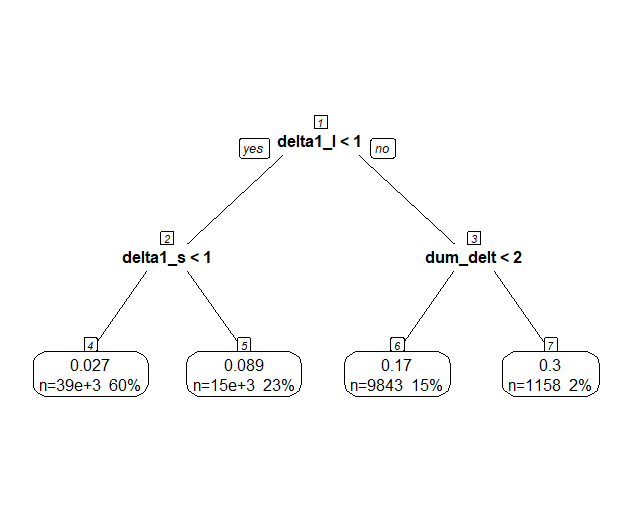 1
delta1_l < 1
yes
no
2
delta1_s < 1
3
dum_delt < 2
4
0.027
n=39e+3 60%
5
0.089
n=15e+3 23%
6
0.17
n=9843 15%
7
0.3
n=1158 2%